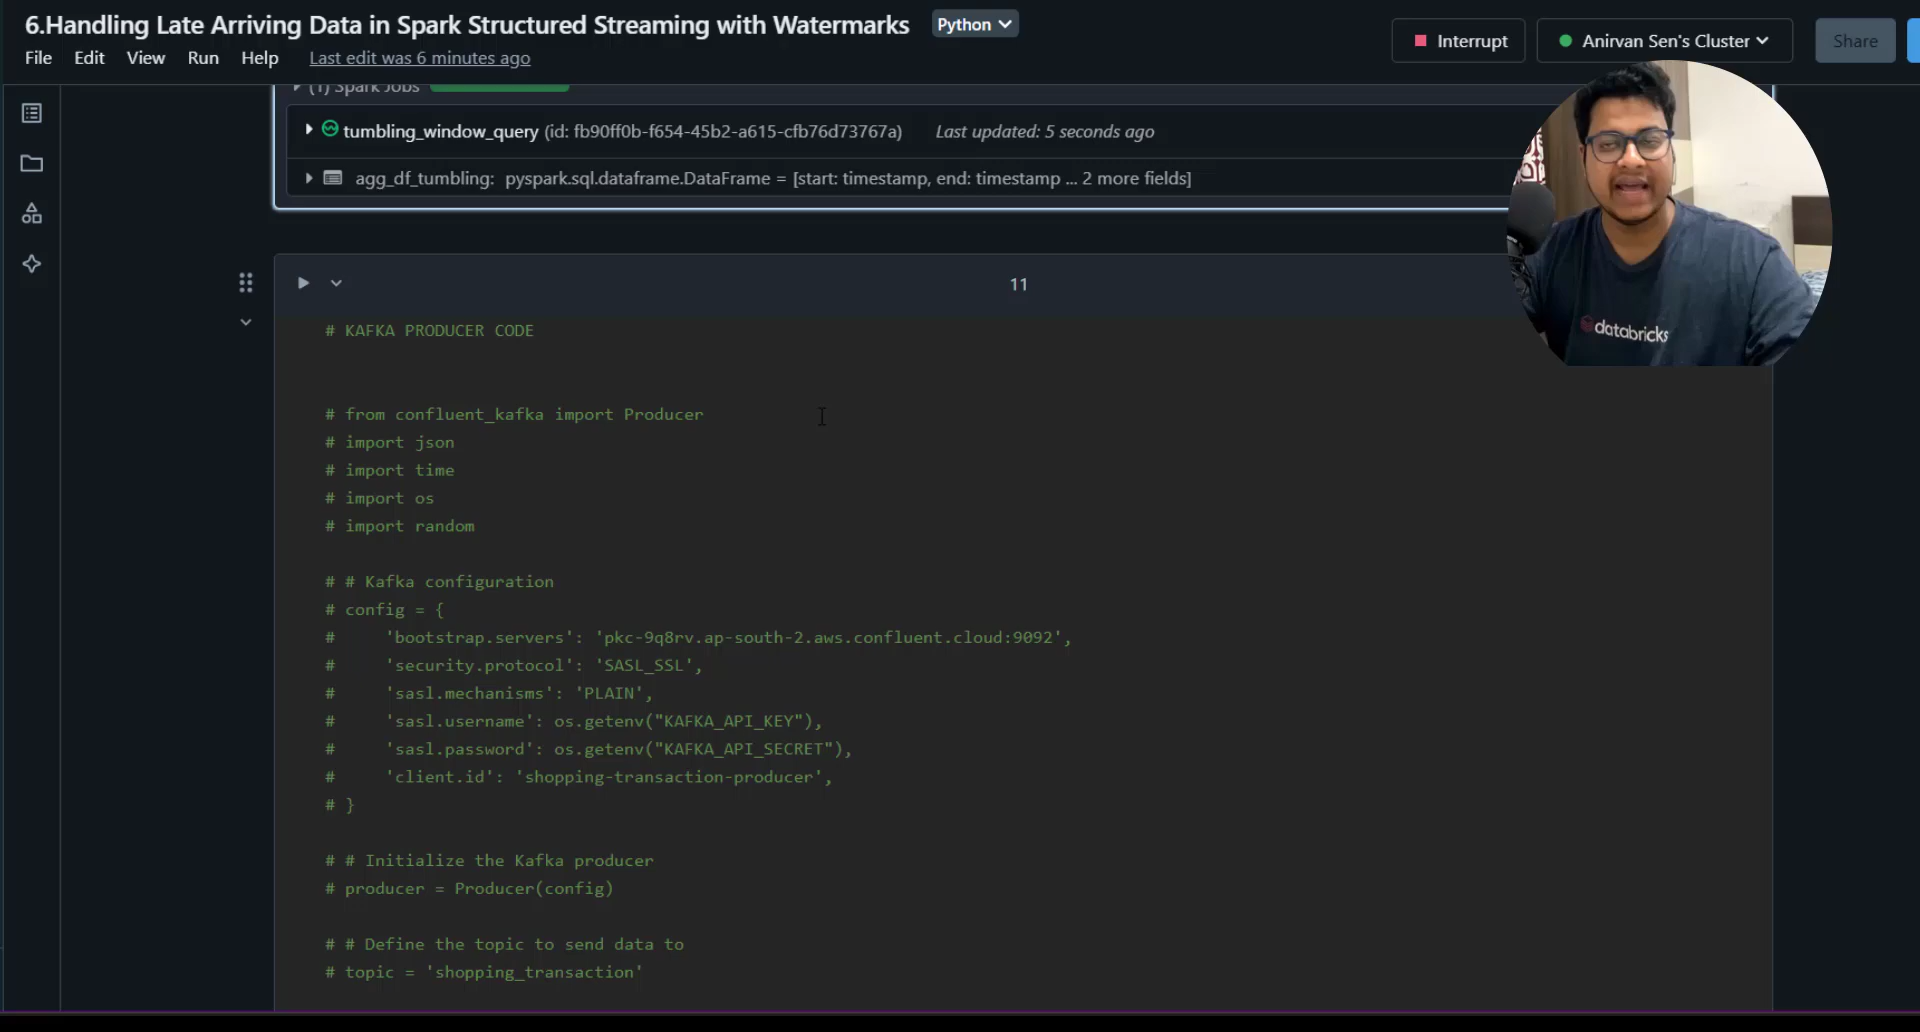 6.Handling Late Arriving Data in Spark Structured Streaming with Watermarks
Python
File Edit View Run Help Last edit was 6 minutes ago
Interrupt
Anirvan Sen's Cluster
Share
(1) Spark Jobs
tumbling_window_query (id: fb90ff0b-f654-45b2-a615-cfb76d73767a) Last updated: 5 seconds ago
agg_df_tumbling: pyspark.sql.dataframe.DataFrame = [start: timestamp, end: timestamp ... 2 more fields]
databricks
11
# KAFKA PRODUCER CODE
# from confluent_kafka import Producer
# import json
# import time
# import os
# import random
# # Kafka configuration
# config = {
#     'bootstrap.servers': 'pkc-9q8rv.ap-south-2.aws.confluent.cloud:9092',
#     'security.protocol': 'SASL_SSL',
#     'sasl.mechanisms': 'PLAIN',
#     'sasl.username': os.getenv("KAFKA_API_KEY"),
#     'sasl.password': os.getenv("KAFKA_API_SECRET"),
#     'client.id': 'shopping-transaction-producer',
# }
# # Initialize the Kafka producer
# producer = Producer(config)
# # Define the topic to send data to
# topic = 'shopping_transaction'